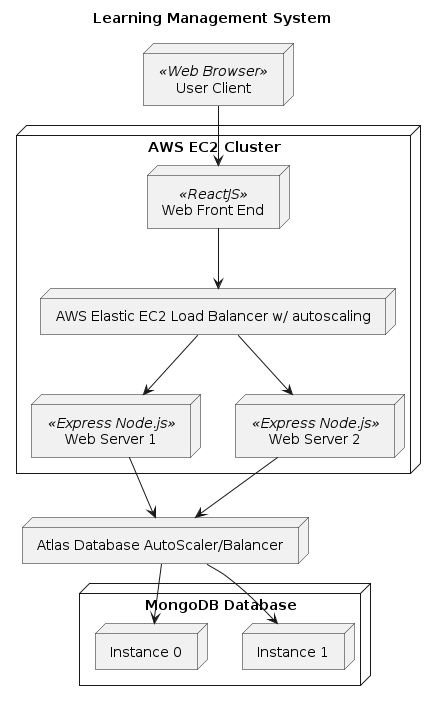 Learning Management System
«Web Browser»
User Client
AWS EC2 Cluster
«ReactJS»
Web Front End
AWS Elastic EC2 Load Balancer w/ autoscaling
«Express Node.js»
Web Server 1
«Express Node.js»
Web Server 2
Atlas Database AutoScaler/Balancer
MongoDB Database
Instance 0
Instance 1